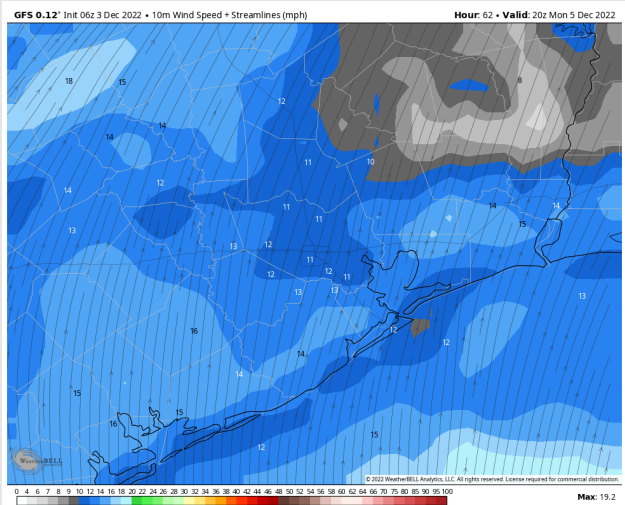 GFS 0.12° Init 06z 3 Dec 2022 • 10m Wind Speed + Streamlines (mph) Hour: 62 • Valid: 20z Mon 5 Dec 2022
18 15 8
12
14
14
11 10
12
14
11 14 14
11 15
13
13 12
11
12 12 11
13 13 13
16 12
12
14
14
15
15
16
15
12
WeatherBELL
© 2022 WeatherBELL Analytics, LLC. All rights reserved. License required for commercial distribution.
0 4 6 7 8 9 10 12 14 16 18 20 22 24 26 28 30 32 34 36 38 40 42 44 46 48 50 52 54 56 58 60 62 64 66 68 70 75 80 85 90 95 100 Max: 19.2